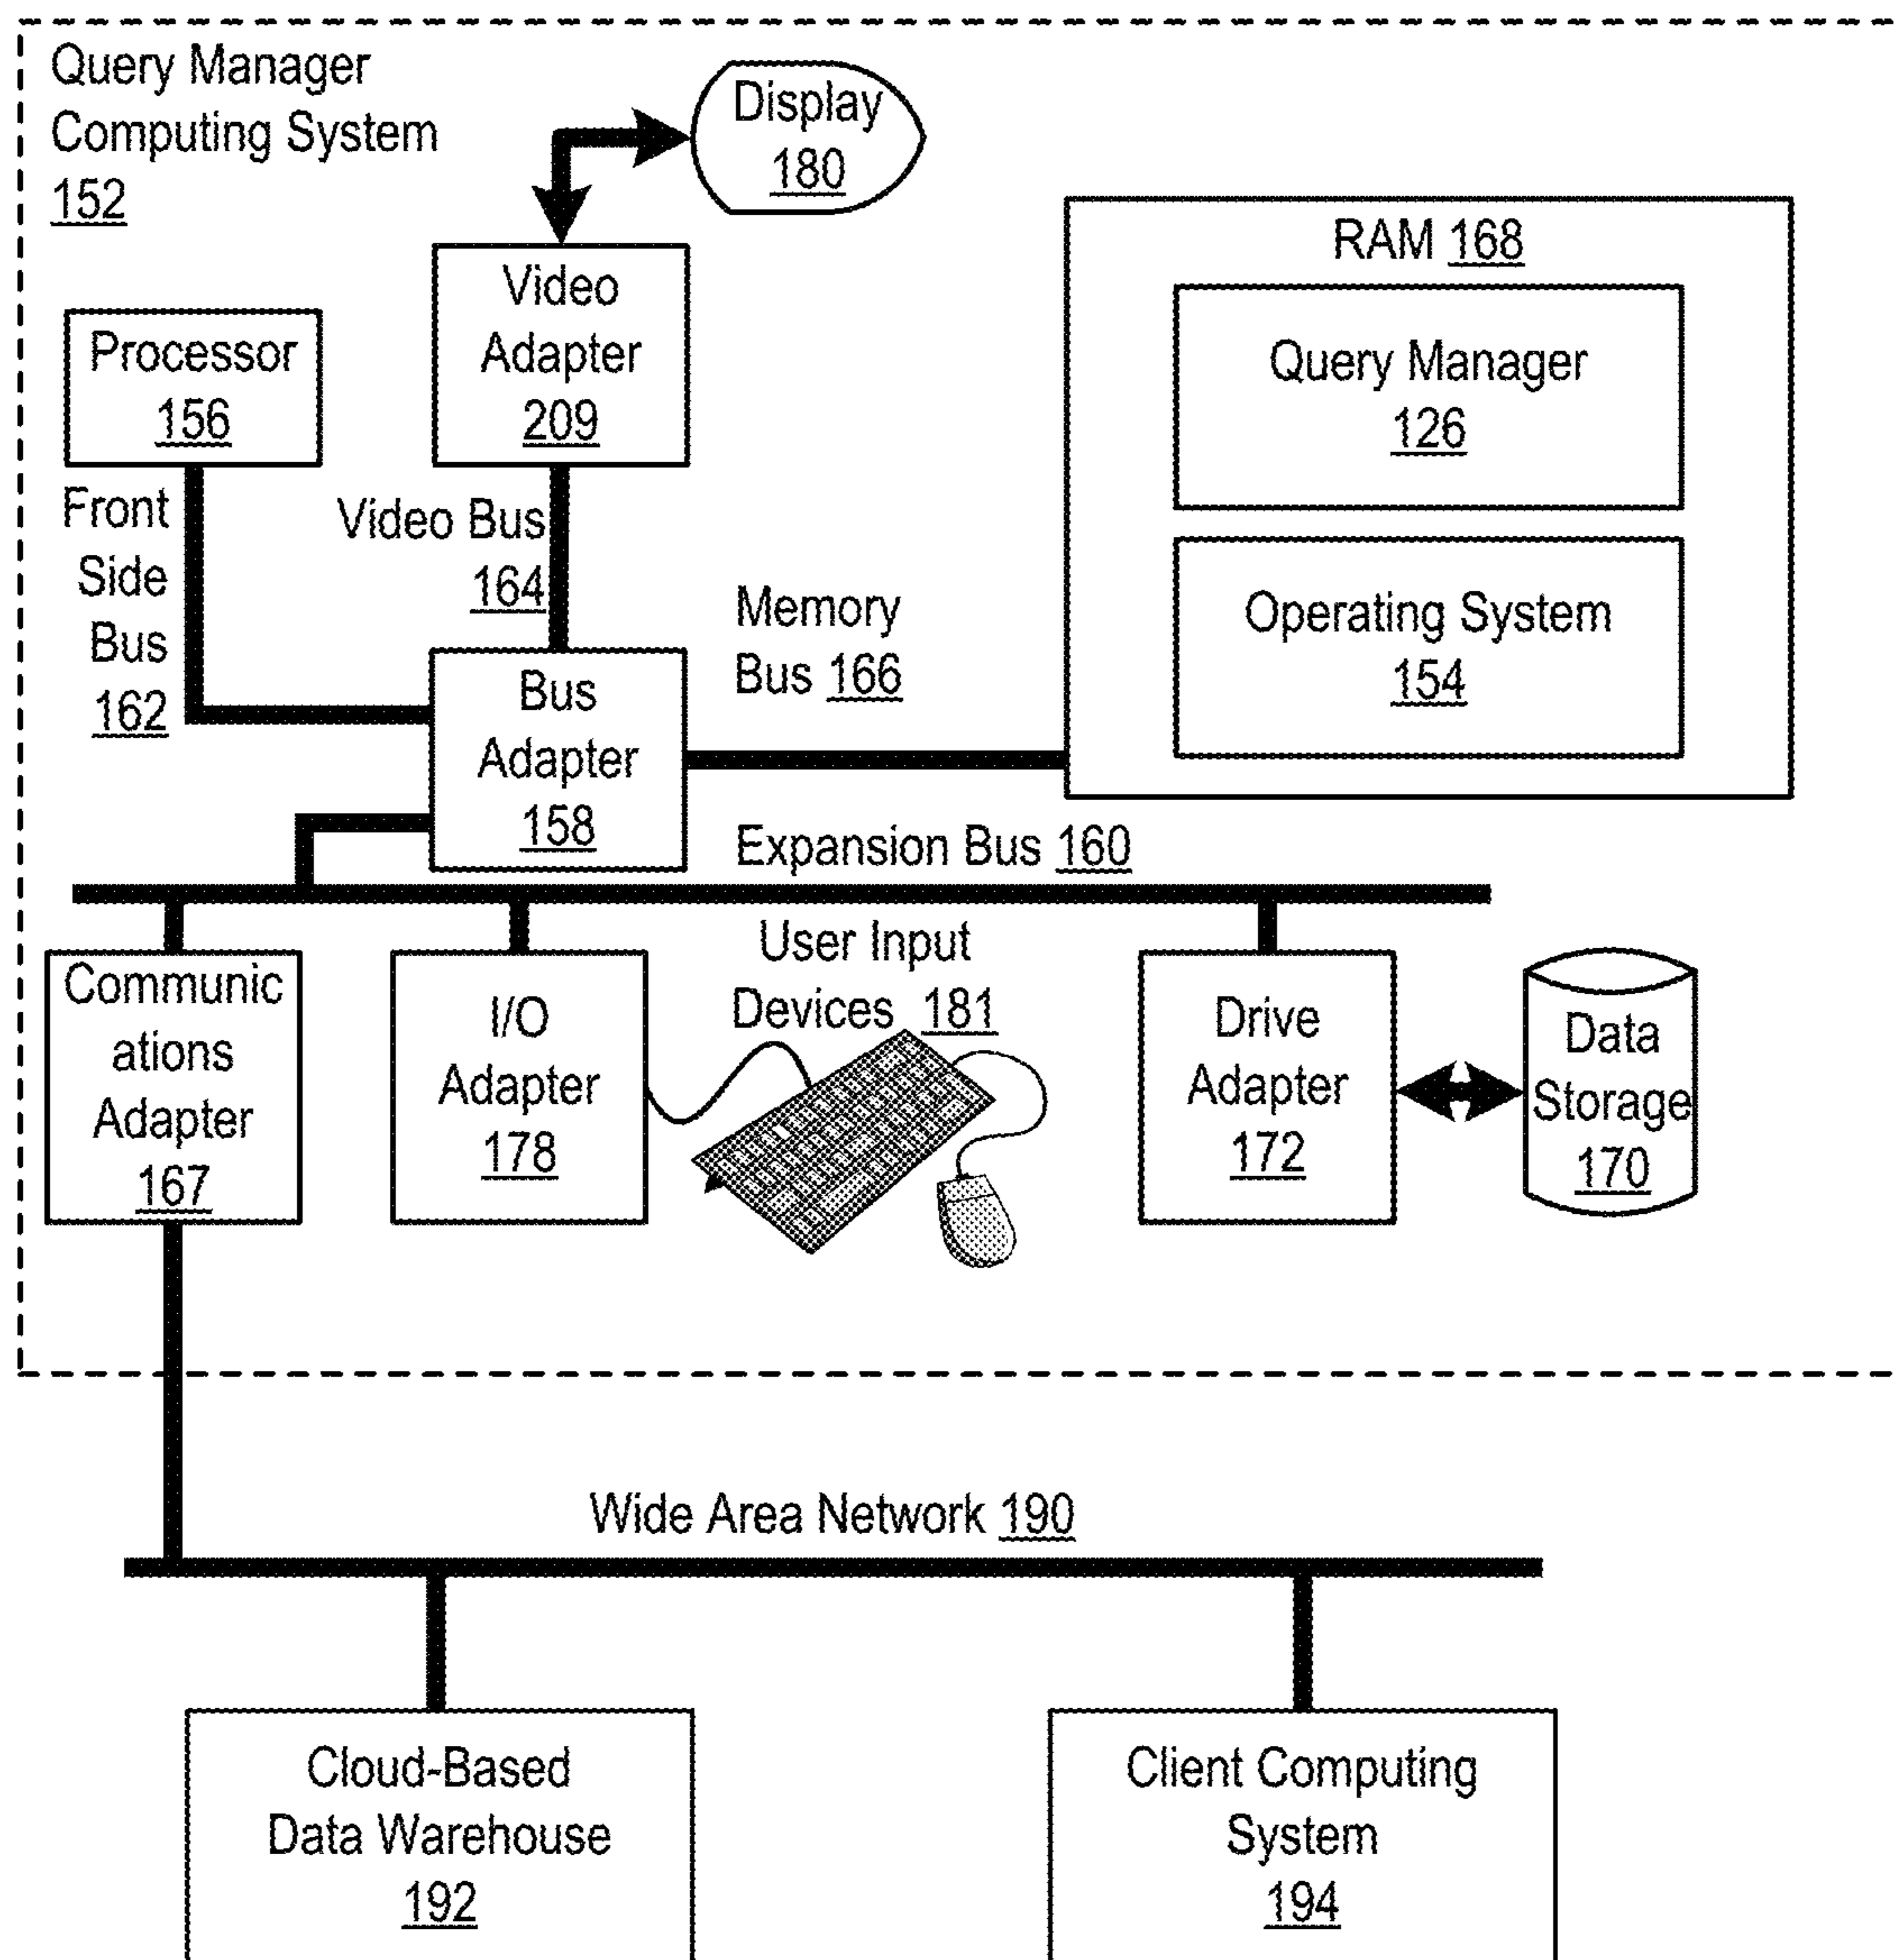 Query Manager
Computing System
152
Display
180
Video
Adapter
209
Processor
156
RAM 168
Query Manager
126
Operating System
154
Front
Side
Bus
162
Video Bus
164
Memory
Bus 166
Bus
Adapter
158
Expansion Bus 160
Communic
ations
Adapter
167
I/O
Adapter
178
User Input
Devices 181
Drive
Adapter
172
Data
Storage
170
Wide Area Network 190
Cloud-Based
Data Warehouse
192
Client Computing
System
194